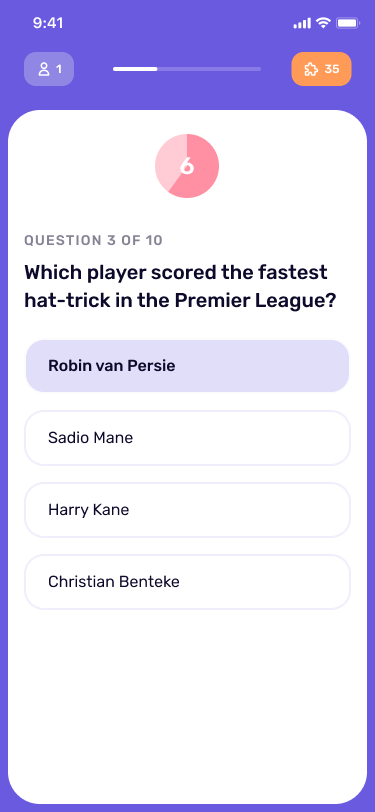 9:41
1
35
6
QUESTION 3 OF 10
Which player scored the fastest
hat-trick in the Premier League?
Robin van Persie
Sadio Mane
Harry Kane
Christian Benteke